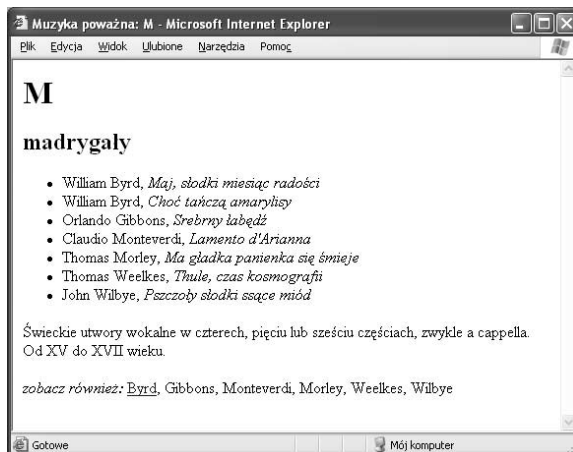 Muzyka poważna: M - Microsoft Internet Explorer
Plik Edycja Widok Ulubione Narzędzia Pomoc
M
madrygały
William Byrd, Maj, słodki miesiąc radości
William Byrd, Choć tańczą amarylisy
Orlando Gibbons, Srebrny łabędź
Claudio Monteverdi, Lamento d'Arianna
Thomas Morley, Ma gładka panienka się śmieje
Thomas Weelkes, Thule, czas kosmografii
John Wilbye, Pszczoły słodki ssące miód
Świeckie utwory wokalne w czterech, pięciu lub sześciu częściach, zwykle a cappella.
Od XV do XVII wieku.
zobacz również: Byrd, Gibbons, Monteverdi, Morley, Weelkes, Wilbye
Gotowe Mój komputer